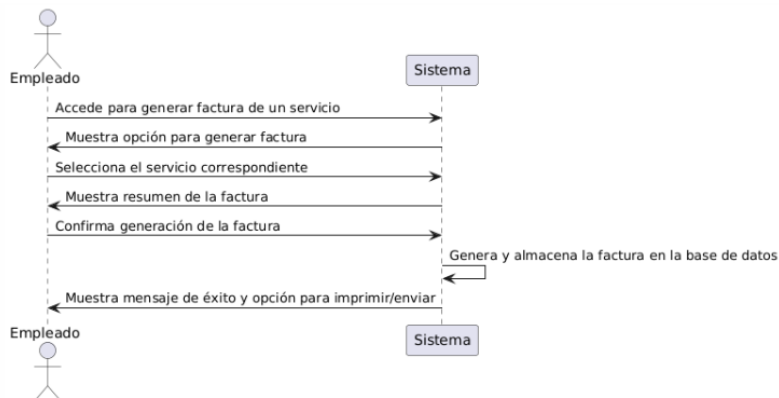 Empleado
Sistema
Accede para generar factura de un servicio
Muestra opción para generar factura
Selecciona el servicio correspondiente
Muestra resumen de la factura
Confirma generación de la factura
Genera y almacena la factura en la base de datos
Muestra mensaje de éxito y opción para imprimir/enviar
Empleado
Sistema